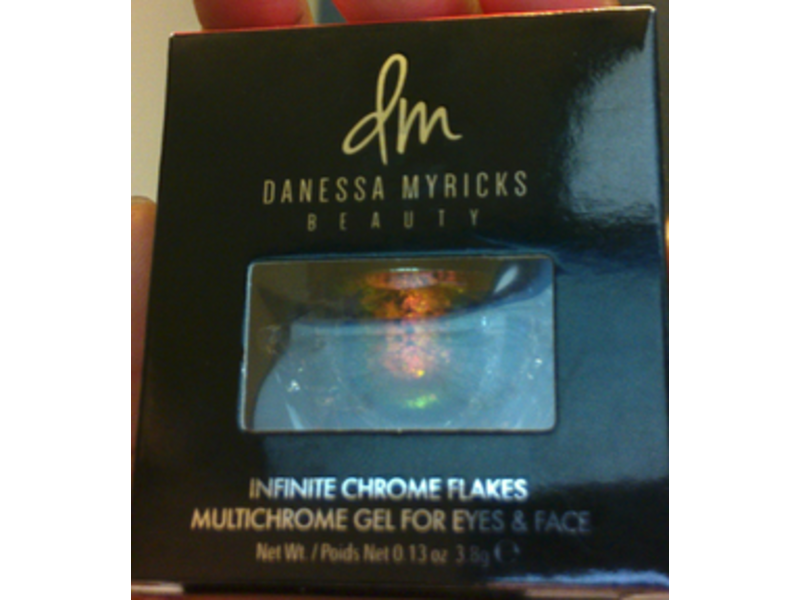 dm
DANESSA MYRICKS
BEAUTY
INFINITE CHROME FLAKES
MULTICHROME GEL FOR EYES & FACE
Net Wt. / Poids Net 0.13 oz 3.8g ℮